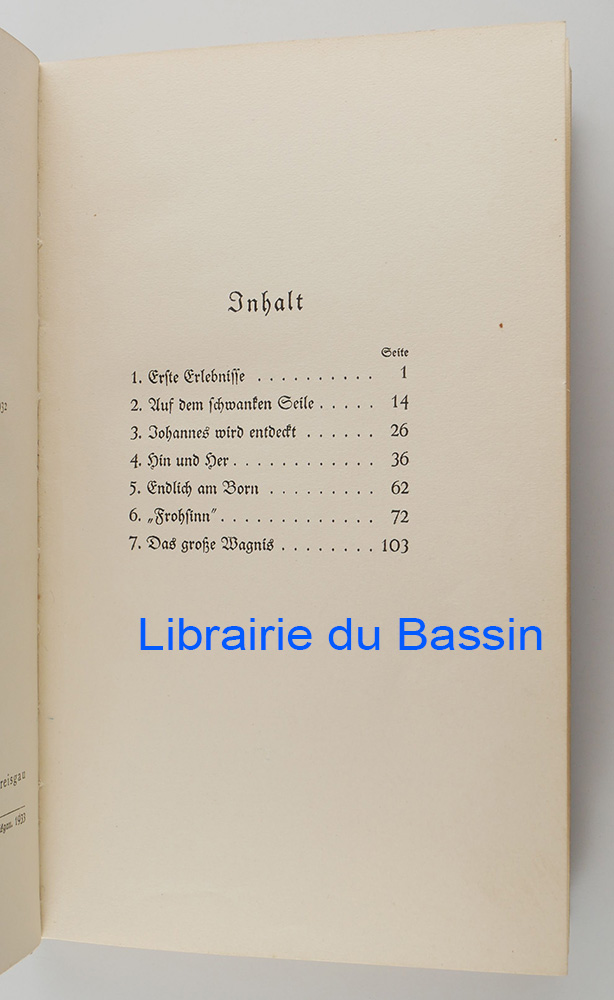 Inhalt
Seite
1. Erste Erlebnisse . . . . . . . . . . 1
2. Auf dem schwanken Seile . . . . . 14
3. Johannes wird entdeckt . . . . . . 26
4. Hin und Her . . . . . . . . . . . . 36
5. Endlich am Born . . . . . . . . . 62
6. „Frohsinn“ . . . . . . . . . . . . . 72
7. Das große Wagnis . . . . . . . . 103
Librairie du Bassin
reisgau
1933